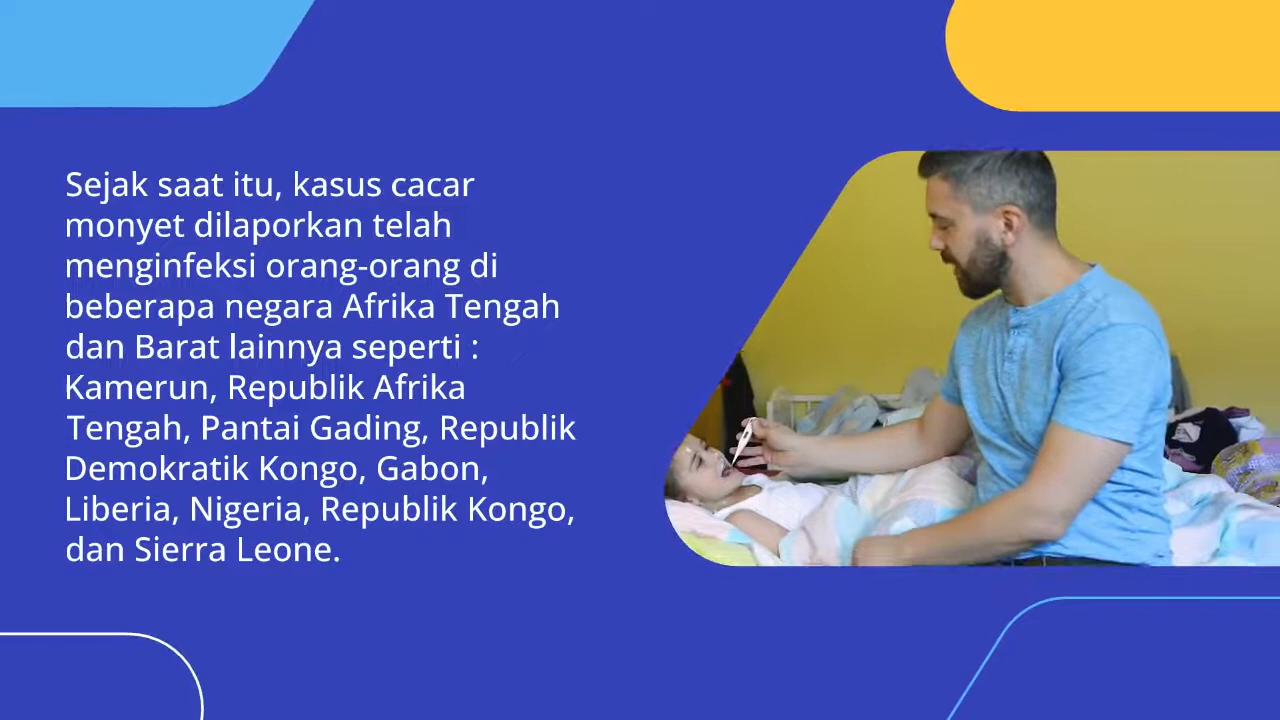 Sejak saat itu, kasus cacar
monyet dilaporkan telah
menginfeksi orang-orang di
beberapa negara Afrika Tengah
dan Barat lainnya seperti :
Kamerun, Republik Afrika
Tengah, Pantai Gading, Republik
Demokratik Kongo, Gabon,
Liberia, Nigeria, Republik Kongo,
dan Sierra Leone.